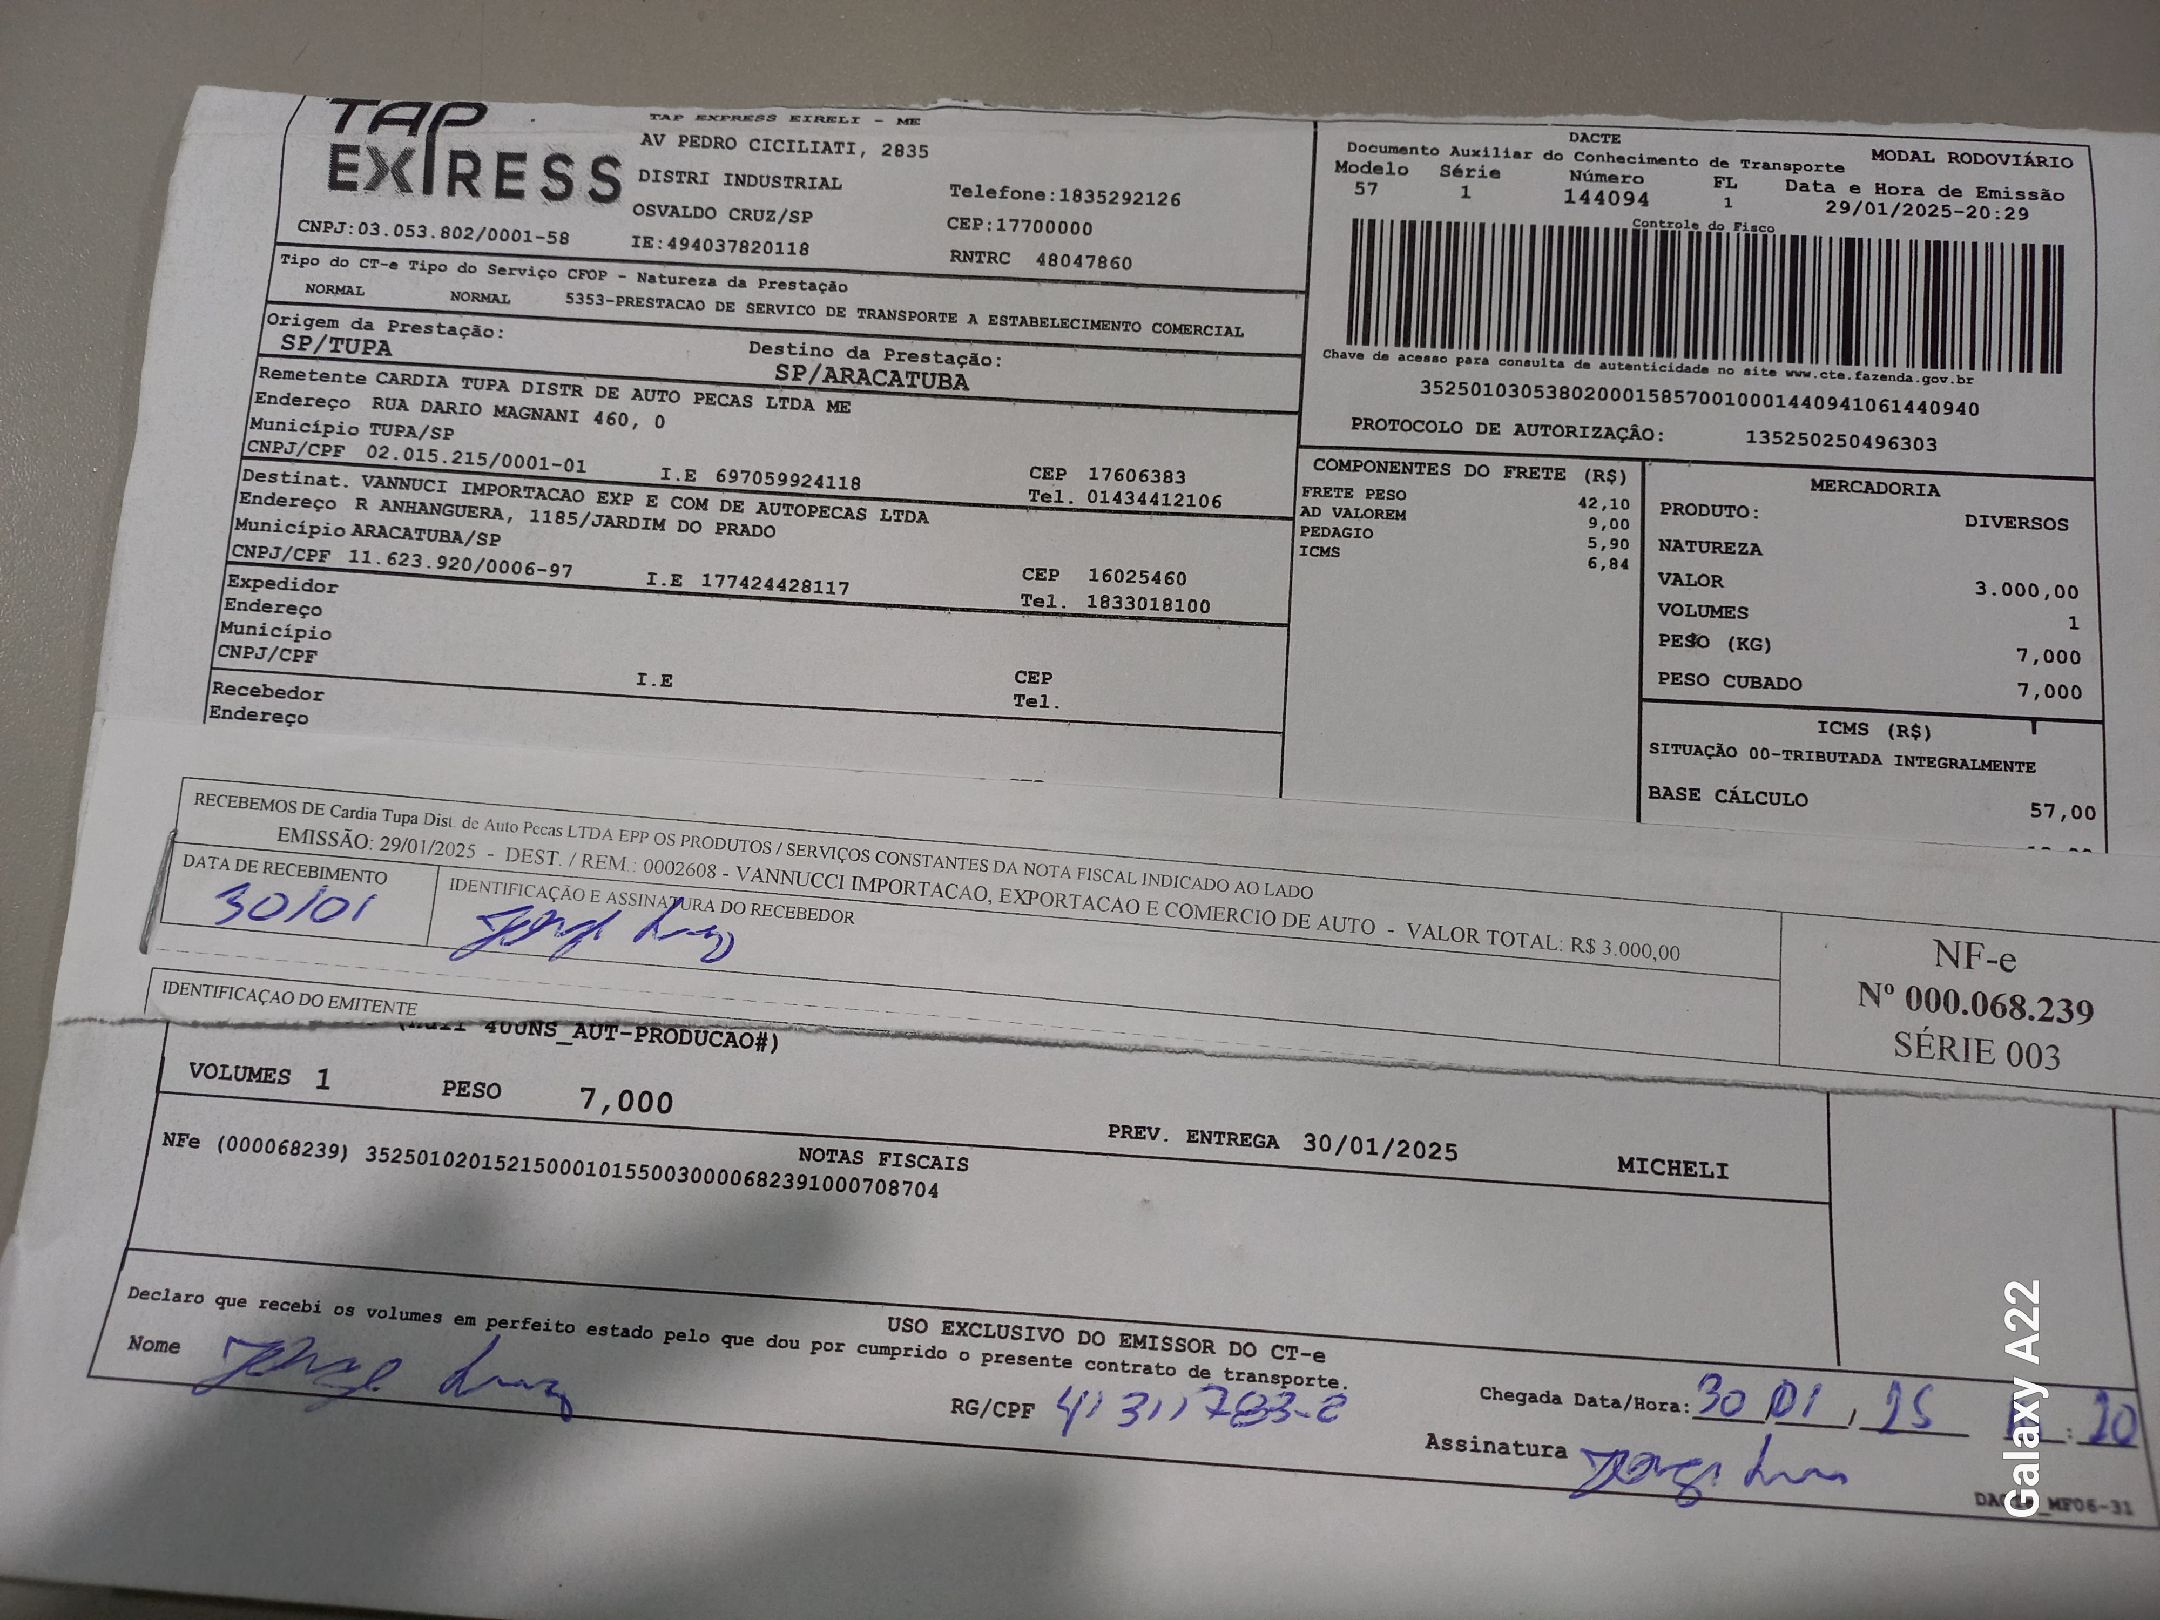 TAP EXPRESS
TAP EXPRESS EIRELI - ME
AV PEDRO CICILIATI, 2835
DISTRI INDUSTRIAL
Telefone:1835292126
OSVALDO CRUZ/SP
CEP:17700000
CNPJ:03.053.802/0001-58
IE:494037820118
RNTRC 48047860
DACTE
Documento Auxiliar do Conhecimento de Transporte
MODAL RODOVIÁRIO
Modelo Série Número FL Data e Hora de Emissão
57 1 144094 1 29/01/2025-20:29
Controle do Fisco
Chave de acesso para consulta de autenticidade no site www.cte.fazenda.gov.br
35250103053802000158570010001440941061440940
PROTOCOLO DE AUTORIZAÇÂO: 135250250496303
Tipo do CT-e Tipo do Serviço CFOP - Natureza da Prestação
NORMAL NORMAL 5353-PRESTACAO DE SERVICO DE TRANSPORTE A ESTABELECIMENTO COMERCIAL
Origem da Prestação:
SP/TUPA
Destino da Prestação:
SP/ARACATUBA
Remetente CARDIA TUPA DISTR DE AUTO PECAS LTDA ME
Endereço RUA DARIO MAGNANI 460, 0
Município TUPA/SP
CEP 17606383
CNPJ/CPF 02.015.215/0001-01 I.E 697059924118 Tel. 01434412106
Destinat. VANNUCI IMPORTACAO EXP E COM DE AUTOPECAS LTDA
Endereço R ANHANGUERA, 1185/JARDIM DO PRADO
Município ARACATUBA/SP
CEP 16025460
CNPJ/CPF 11.623.920/0006-97 I.E 177424428117 Tel. 1833018100
Expedidor
Endereço
Município
CEP
CNPJ/CPF I.E Tel.
Recebedor
Endereço
COMPONENTES DO FRETE (R$)
FRETE PESO 42,10
AD VALOREM 9,00
PEDAGIO 5,90
ICMS 6,84
MERCADORIA
PRODUTO: DIVERSOS
NATUREZA
VALOR 3.000,00
VOLUMES 1
PESO (KG) 7,000
PESO CUBADO 7,000
ICMS (R$)
SITUAÇÃO 00-TRIBUTADA INTEGRALMENTE
BASE CÁLCULO 57,00
RECEBEMOS DE Cardia Tupa Dist. de Auto Pecas LTDA EPP OS PRODUTOS / SERVIÇOS CONSTANTES DA NOTA FISCAL INDICADO AO LADO
EMISSÃO: 29/01/2025 - DEST. / REM.: 0002608 - VANNUCCI IMPORTACAO, EXPORTACAO E COMERCIO DE AUTO - VALOR TOTAL: R$ 3.000,00
DATA DE RECEBIMENTO
30/01
IDENTIFICAÇÃO E ASSINATURA DO RECEBEDOR
NF-e
Nº 000.068.239
SÉRIE 003
IDENTIFICAÇAO DO EMITENTE
400NS_AUT-PRODUCAO#)
VOLUMES 1 PESO 7,000
PREV. ENTREGA 30/01/2025 MICHELI
NOTAS FISCAIS
NFe (000068239) 35250102015215000101550030000682391000708704
USO EXCLUSIVO DO EMISSOR DO CT-e
Declaro que recebi os volumes em perfeito estado pelo que dou por cumprido o presente contrato de transporte.
Nome
RG/CPF
Chegada Data/Hora: 30 01 25 : 20
Assinatura
MF06-31
Galaxy A22